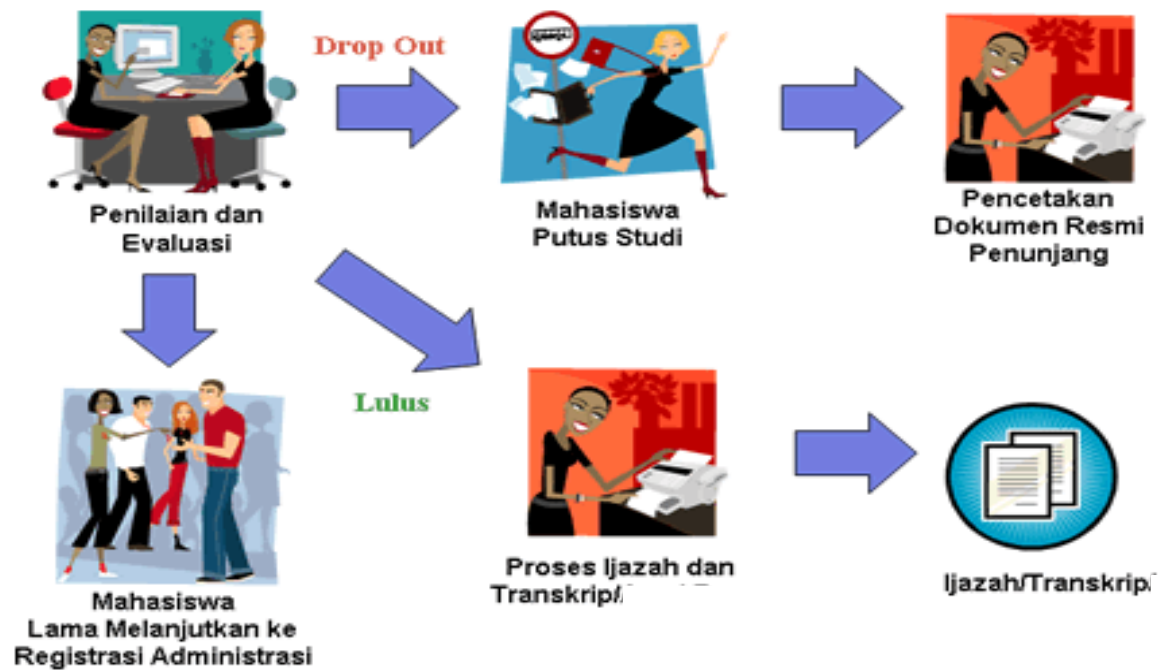 Drop Out
Penilaian dan
Evaluasi
Mahasiswa
Putus Studi
Pencetakan
Dokumen Resmi
Penunjang
Lulus
Mahasiswa
Lama Melanjutkan ke
Registrasi Administrasi
Proses Ijazah dan
Transkrip/
Ijazah/Transkrip/